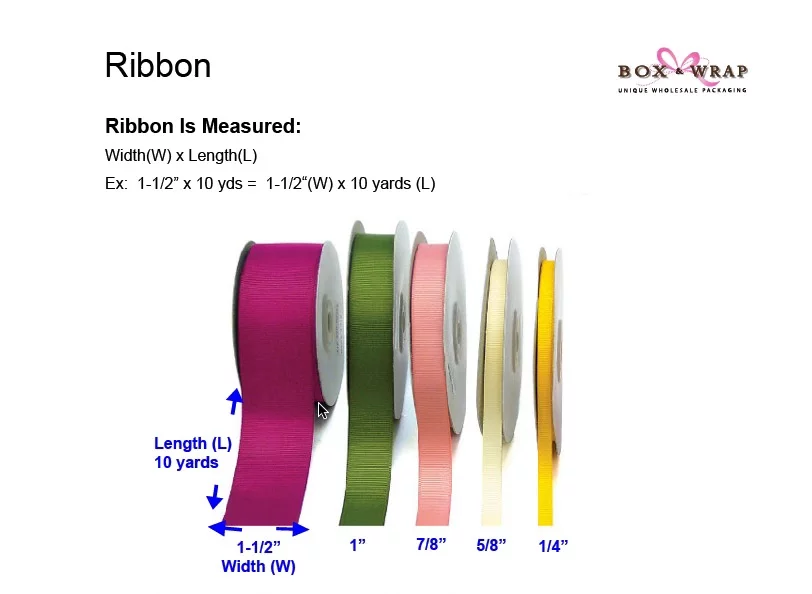 Ribbon
BOX & WRAP
UNIQUE WHOLESALE PACKAGING
Ribbon Is Measured:
Width(W) x Length(L)
Ex:  1-1/2” x 10 yds =  1-1/2“(W) x 10 yards (L)
Length (L)
10 yards
1-1/2”
Width (W)
1”
7/8”
5/8”
1/4”